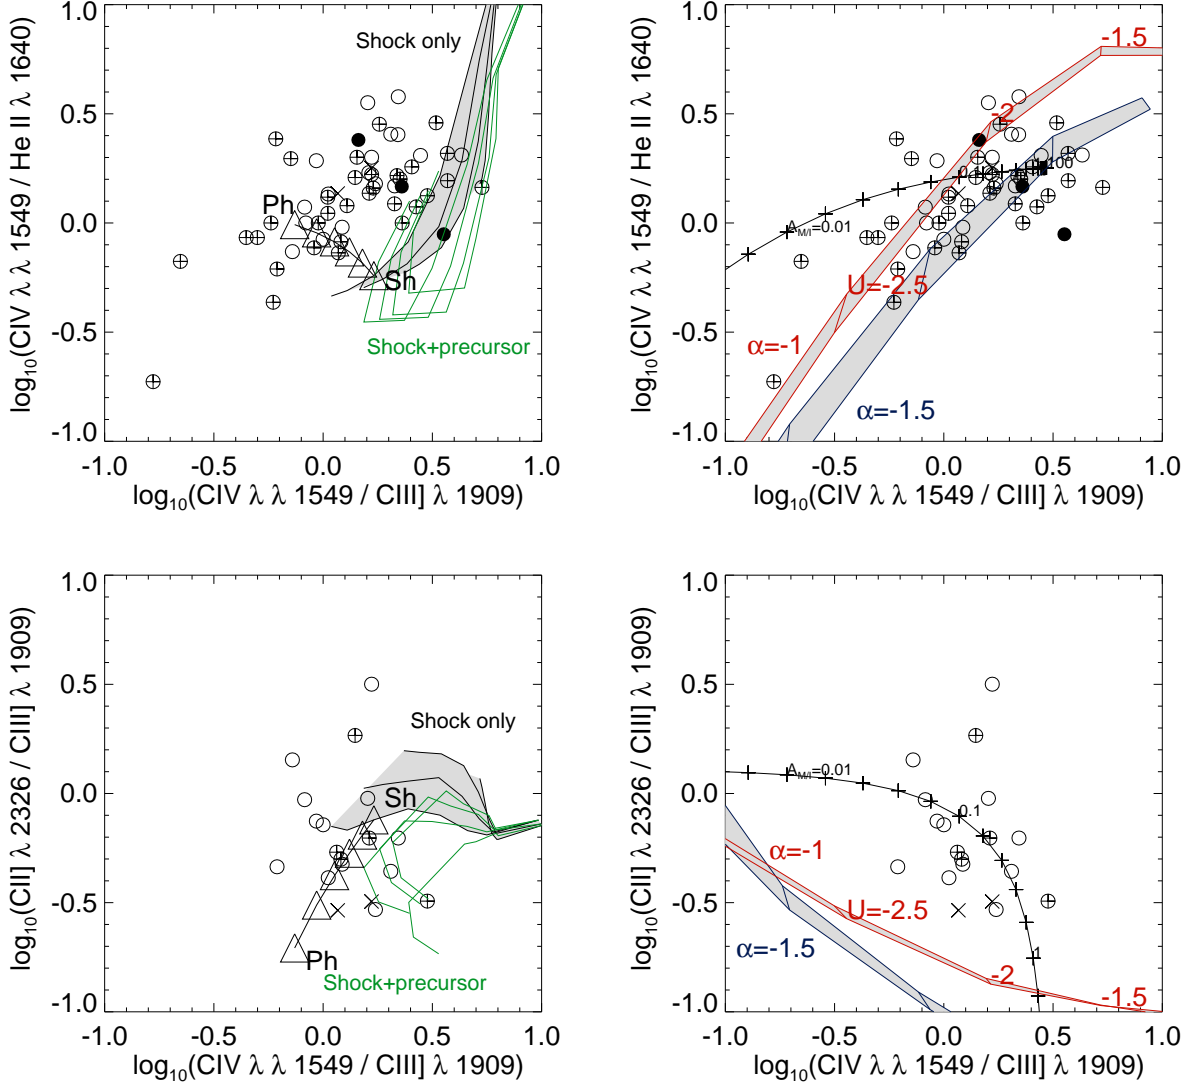 1.0
0.5
0.0
-0.5
-1.0
log₁₀(CIV λ λ 1549 / He II λ 1640)
Shock only
Ph
Sh
Shock+precursor
-1.0 -0.5 0.0 0.5 1.0
log₁₀(CIV λ λ 1549 / CIII] λ 1909)
1.0
0.5
0.0
-0.5
-1.0
log₁₀(CIV λ λ 1549 / He II λ 1640)
-1.5
-2
0.1
1
100
A_M/I=0.01
U=-2.5
α=-1
α=-1.5
-1.0 -0.5 0.0 0.5 1.0
log₁₀(CIV λ λ 1549 / CIII] λ 1909)
1.0
0.5
0.0
-0.5
-1.0
log₁₀(CII] λ 2326 / CIII] λ 1909)
Shock only
Sh
Ph
Shock+precursor
-1.0 -0.5 0.0 0.5 1.0
log₁₀(CIV λ λ 1549 / CIII] λ 1909)
1.0
0.5
0.0
-0.5
-1.0
log₁₀(CII] λ 2326 / CIII] λ 1909)
A_M/I=0.01
0.1
α=-1
U=-2.5
α=-1.5
1
-2
-1.5
-1.0 -0.5 0.0 0.5 1.0
log₁₀(CIV λ λ 1549 / CIII] λ 1909)